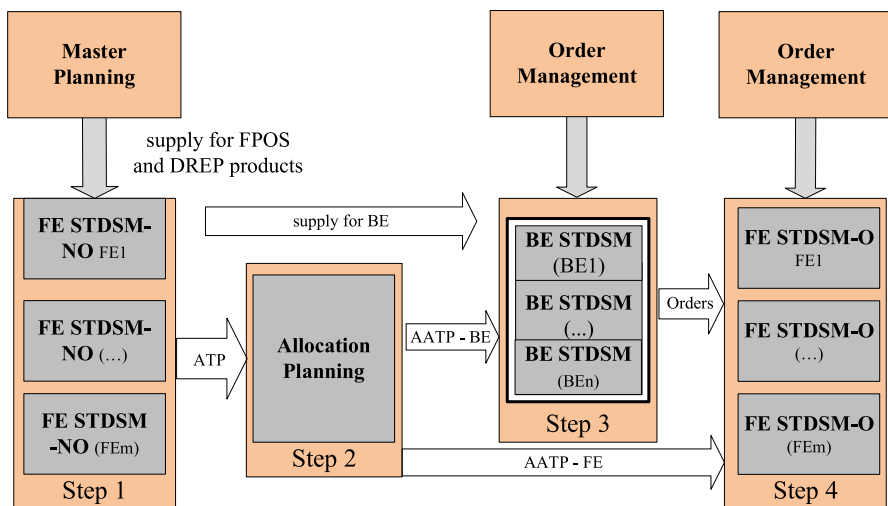 Master
Planning
Order
Management
Order
Management
supply for FPOS
and DREP products
FE STDSM-
NO FE1
FE STDSM-
NO (…)
FE STDSM
-NO (FEm)
Step 1
supply for BE
ATP
Allocation
Planning
Step 2
AATP - BE
AATP - FE
BE STDSM
(BE1)
BE STDSM
(...)
BE STDSM
(BEn)
Step 3
Orders
FE STDSM-O
FE1
FE STDSM-O
(…)
FE STDSM-O
(FEm)
Step 4